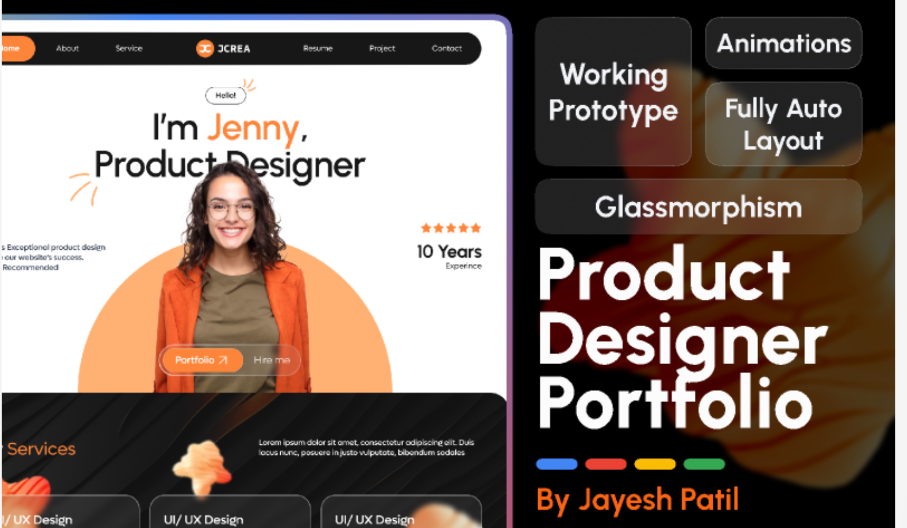 Home
About
Service
JCREA
Resume
Project
Contact
Hello!
I'm Jenny,
Product Designer
s Exceptional product design
our website's success.
Recommended
10 Years
Experince
Portfolio
Hire me
Services
Lorem ipsum dolor sit amet, consectetur adipiscing elit. Duis
lacus nunc, posuere in justo vulputate, bibendum sodales
UI/ UX Design
UI/ UX Design
UI/ UX Design
Working
Prototype
Animations
Fully Auto
Layout
Glassmorphism
Product
Designer
Portfolio
By Jayesh Patil